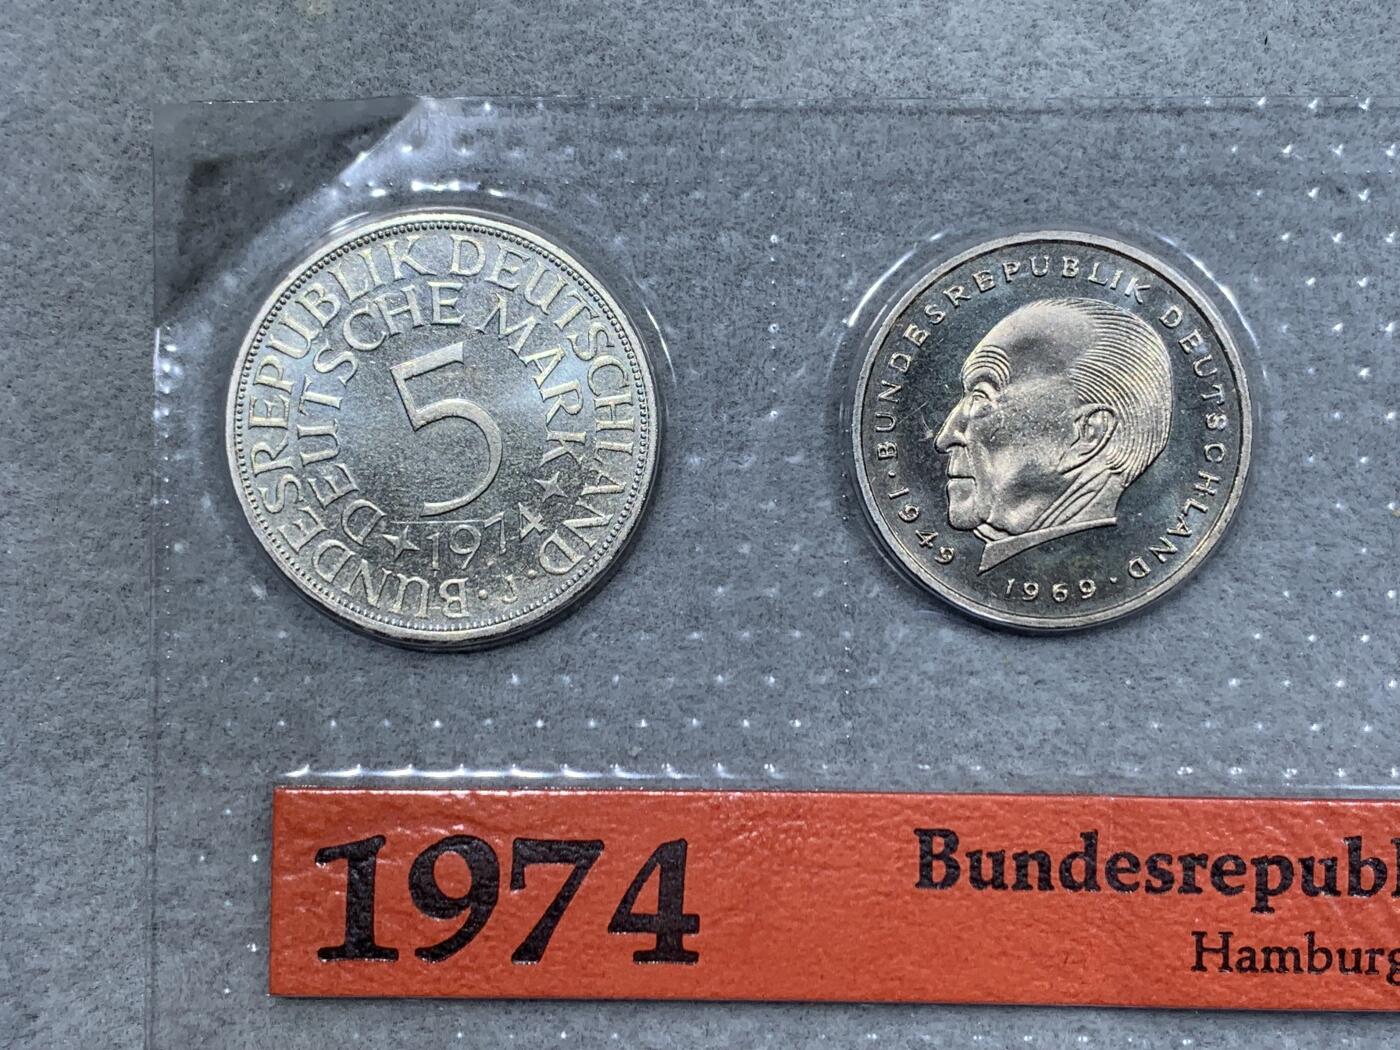 BUNDESREPUBLIK DEUTSCHLAND · J ·
DEUTSCHE MARK
5
1974
1949 · BUNDESREPUBLIK DEUTSCHLAND · 1969
1974
Bundesrepubl
Hamburg